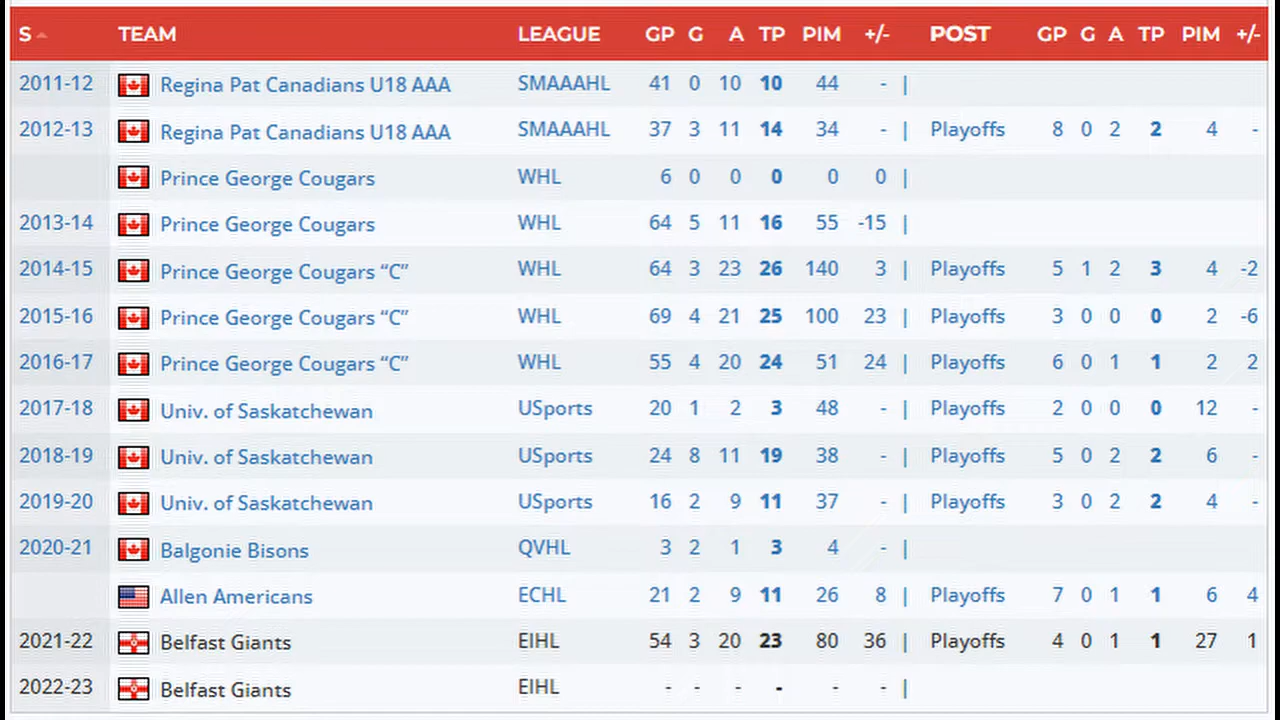 S TEAM LEAGUE GP G A TP PIM +/- POST GP G A TP PIM +/-
2011-12 Regina Pat Canadians U18 AAA SMAAAHL 41 0 10 10 44 - |
2012-13 Regina Pat Canadians U18 AAA SMAAAHL 37 3 11 14 34 - | Playoffs 8 0 2 2 4 -
Prince George Cougars WHL 6 0 0 0 0 0 |
2013-14 Prince George Cougars WHL 64 5 11 16 55 -15 |
2014-15 Prince George Cougars “C” WHL 64 3 23 26 140 3 | Playoffs 5 1 2 3 4 -2
2015-16 Prince George Cougars “C” WHL 69 4 21 25 100 23 | Playoffs 3 0 0 0 2 -6
2016-17 Prince George Cougars “C” WHL 55 4 20 24 51 24 | Playoffs 6 0 1 1 2 2
2017-18 Univ. of Saskatchewan USports 20 1 2 3 48 - | Playoffs 2 0 0 0 12 -
2018-19 Univ. of Saskatchewan USports 24 8 11 19 38 - | Playoffs 5 0 2 2 6 -
2019-20 Univ. of Saskatchewan USports 16 2 9 11 37 - | Playoffs 3 0 2 2 4 -
2020-21 Balgonie Bisons QVHL 3 2 1 3 4 - |
Allen Americans ECHL 21 2 9 11 26 8 | Playoffs 7 0 1 1 6 4
2021-22 Belfast Giants EIHL 54 3 20 23 80 36 | Playoffs 4 0 1 1 27 1
2022-23 Belfast Giants EIHL - - - - - - |